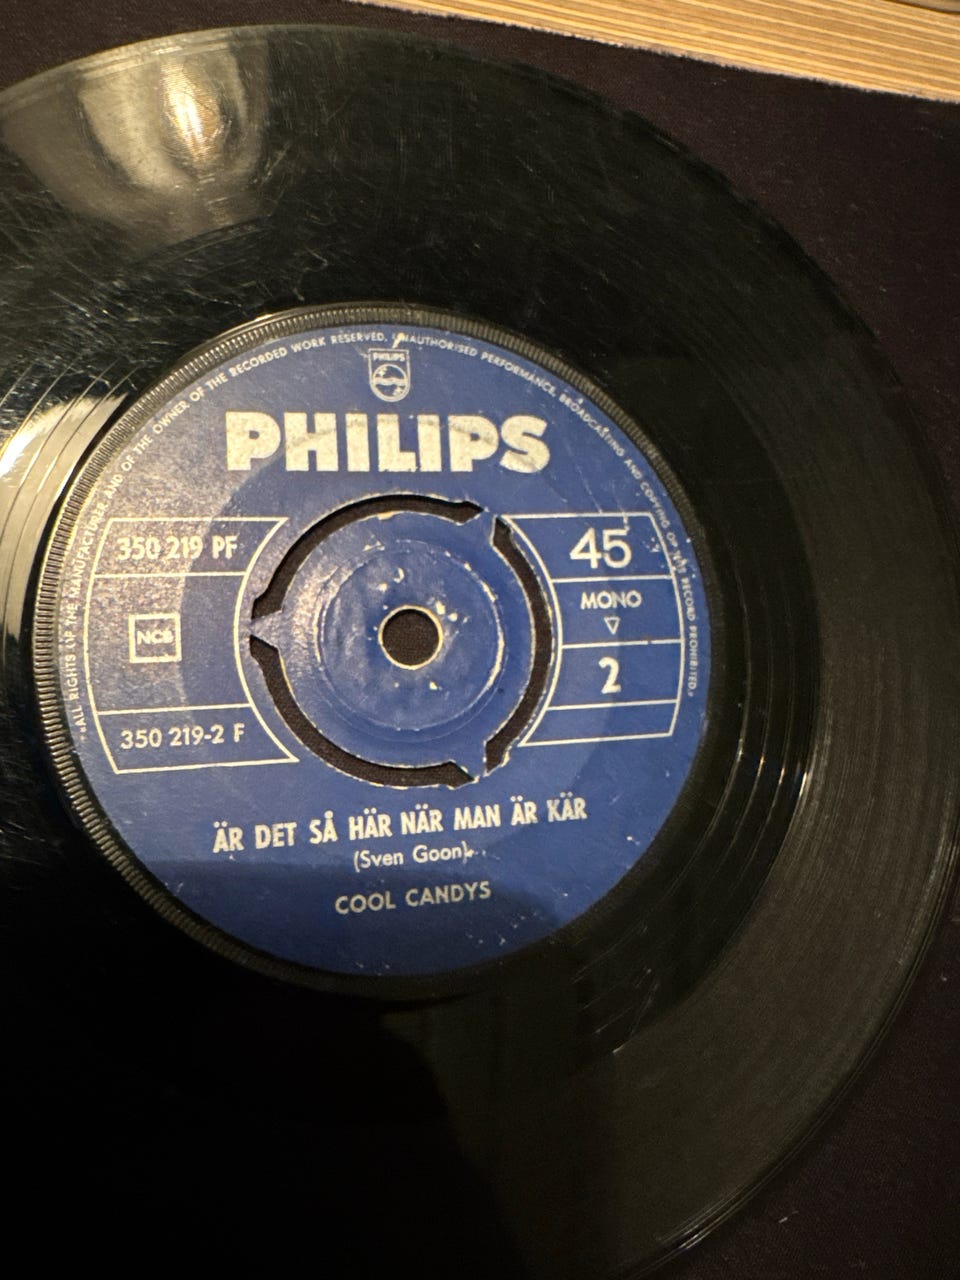 "ALL RIGHTS OF THE MANUFACTURER AND OF THE OWNER OF THE RECORDED WORK RESERVED. UNAUTHORISED PERFORMANCE, BROADCASTING AND COPYING OF THIS RECORD PROHIBITED."
PHILIPS
PHILIPS
350 219 PF
45
MONO
NCB
2
350 219-2 F
ÄR DET SÅ HÄR NÄR MAN ÄR KÄR
(Sven Goon)
COOL CANDYS